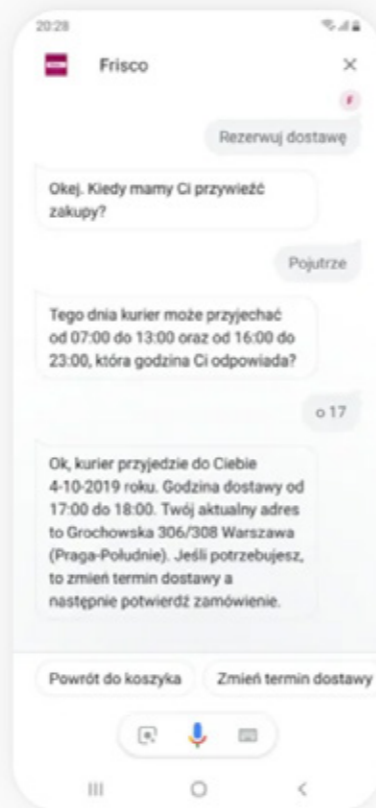 20:28
Frisco
F
Rezerwuj dostawę
Okej. Kiedy mamy Ci przywieźć
zakupy?
Pojutrze
Tego dnia kurier może przyjechać
od 07:00 do 13:00 oraz od 16:00 do
23:00, która godzina Ci odpowiada?
o 17
Ok, kurier przyjedzie do Ciebie
4-10-2019 roku. Godzina dostawy od
17:00 do 18:00. Twój aktualny adres
to Grochowska 306/308 Warszawa
(Praga-Południe). Jeśli potrzebujesz,
to zmień termin dostawy a
następnie potwierdź zamówienie.
Powrót do koszyka
Zmień termin dostawy